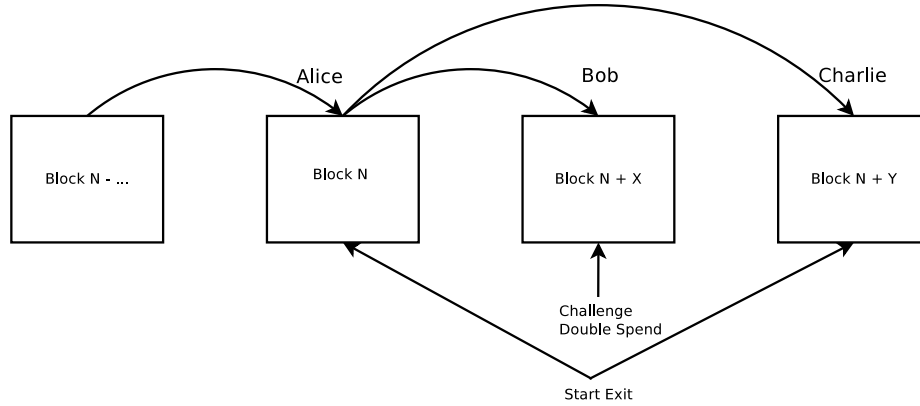 Alice
Bob
Charlie
Block N - ...
Block N
Block N + X
Block N + Y
Challenge
Double Spend
Start Exit